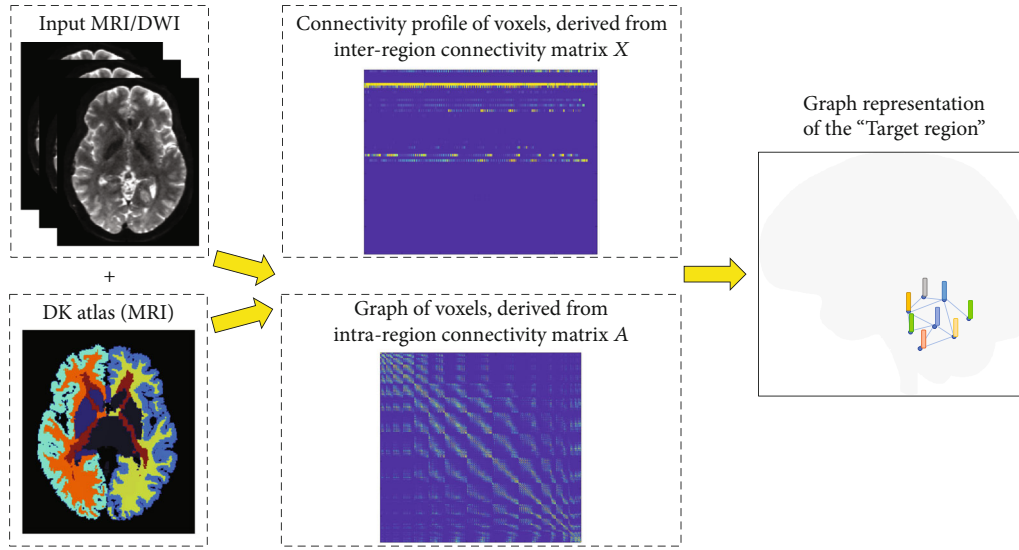 Input MRI/DWI
+
DK atlas (MRI)
Connectivity profile of voxels, derived from
inter-region connectivity matrix X
Graph of voxels, derived from
intra-region connectivity matrix A
Graph representation
of the “Target region”